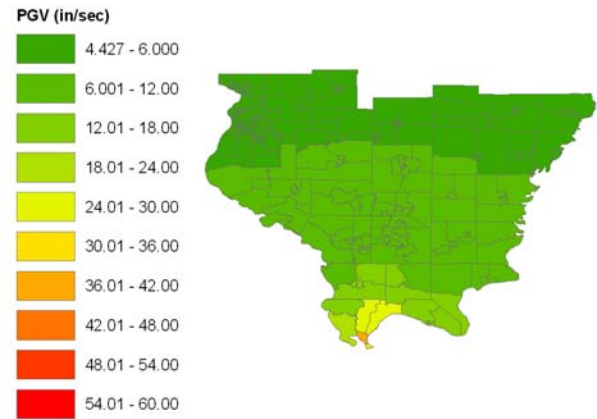 PGV (in/sec)
4.427 - 6.000
6.001 - 12.00
12.01 - 18.00
18.01 - 24.00
24.01 - 30.00
30.01 - 36.00
36.01 - 42.00
42.01 - 48.00
48.01 - 54.00
54.01 - 60.00